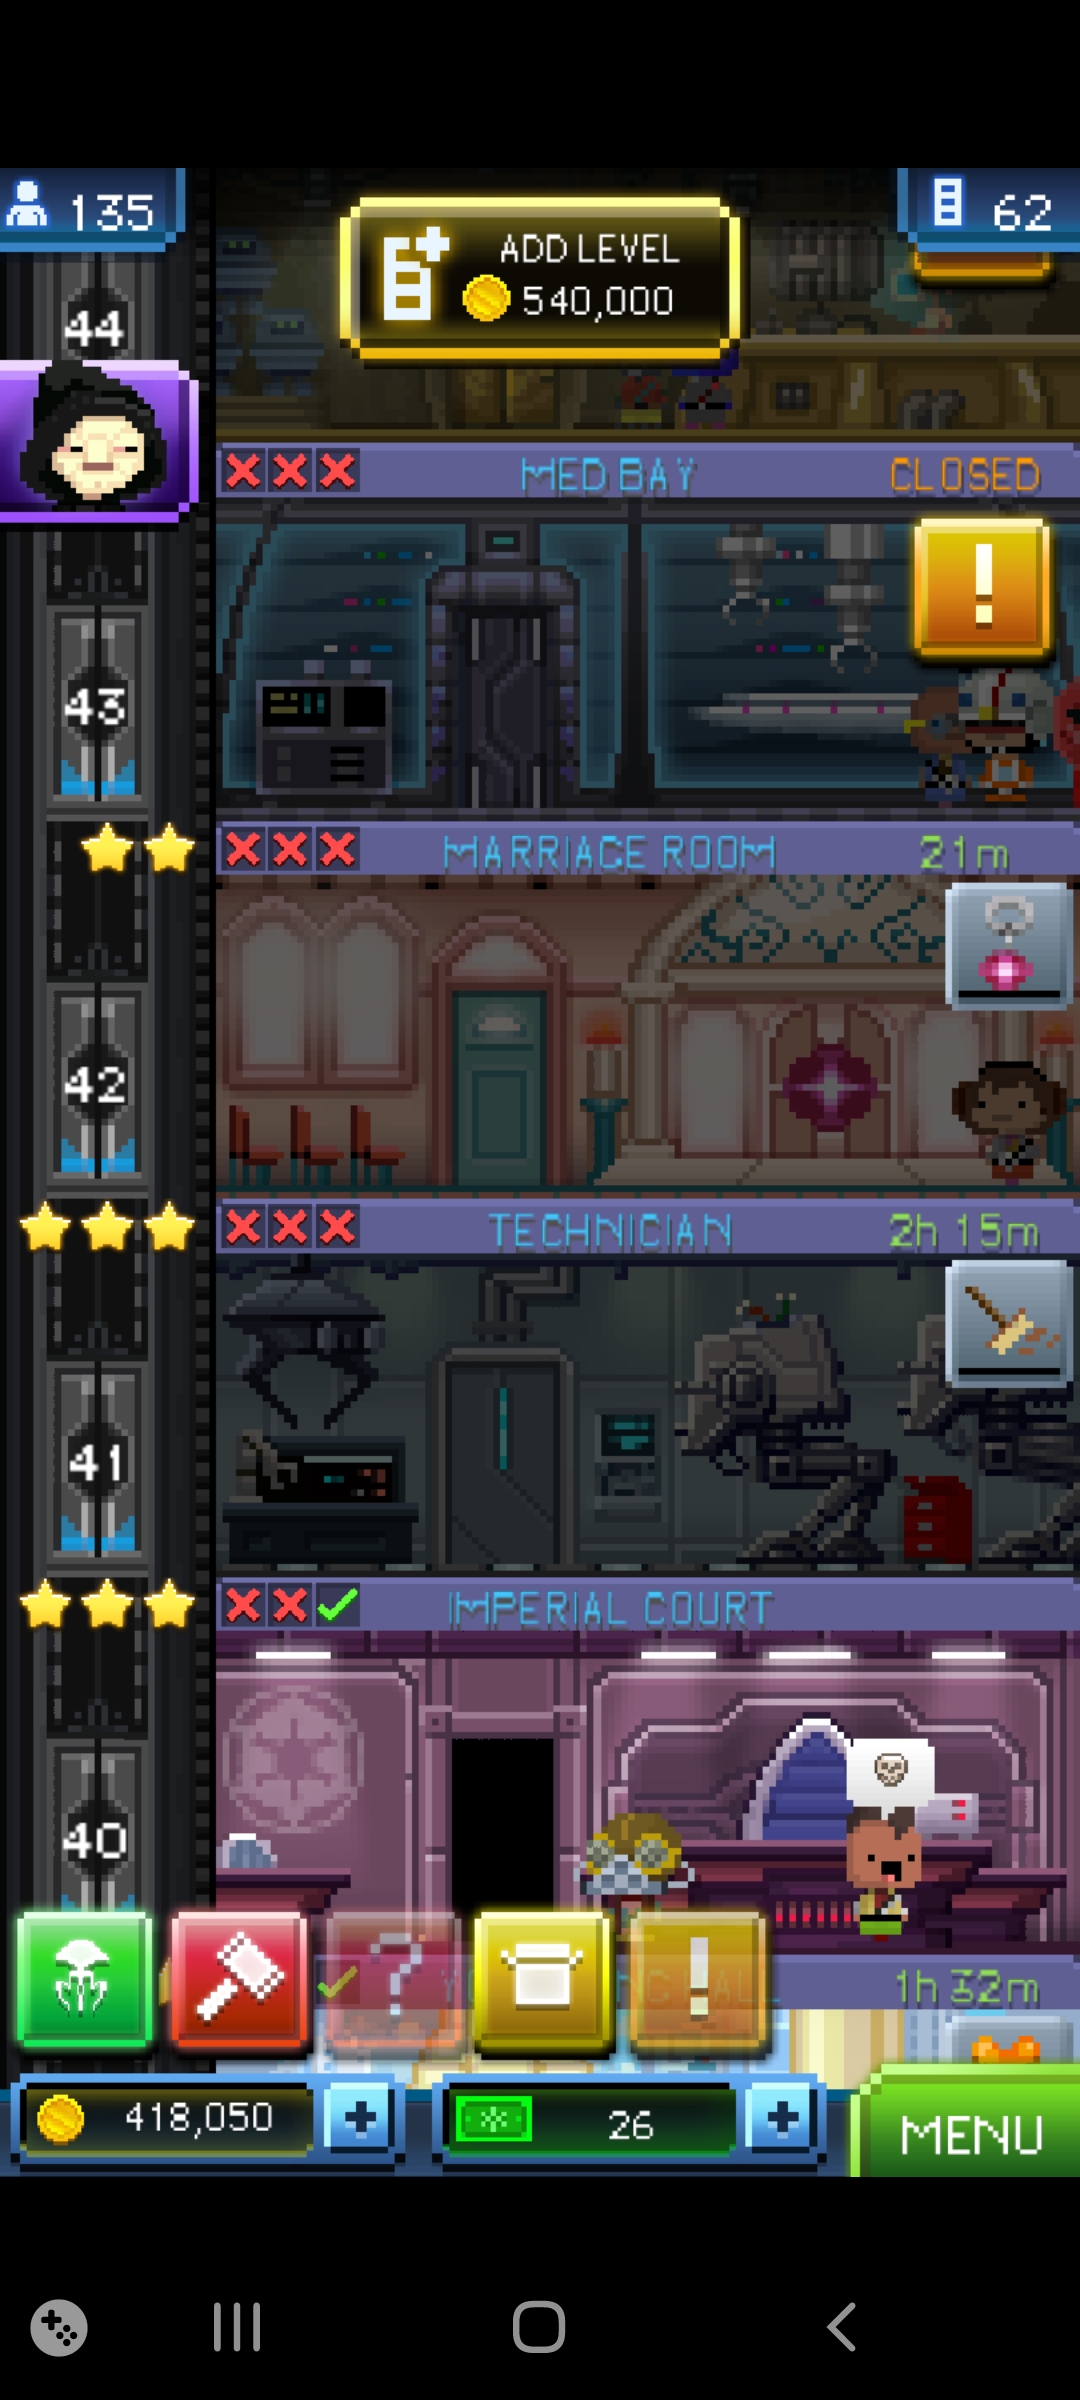 135
ADD LEVEL
540,000
62
44
MED BAY
CLOSED
!
43
MARRIAGE ROOM
21m
42
TECHNICIAN
2h 15m
41
IMPERIAL COURT
40
?
!
1h 32m
418,050
+
26
+
MENU